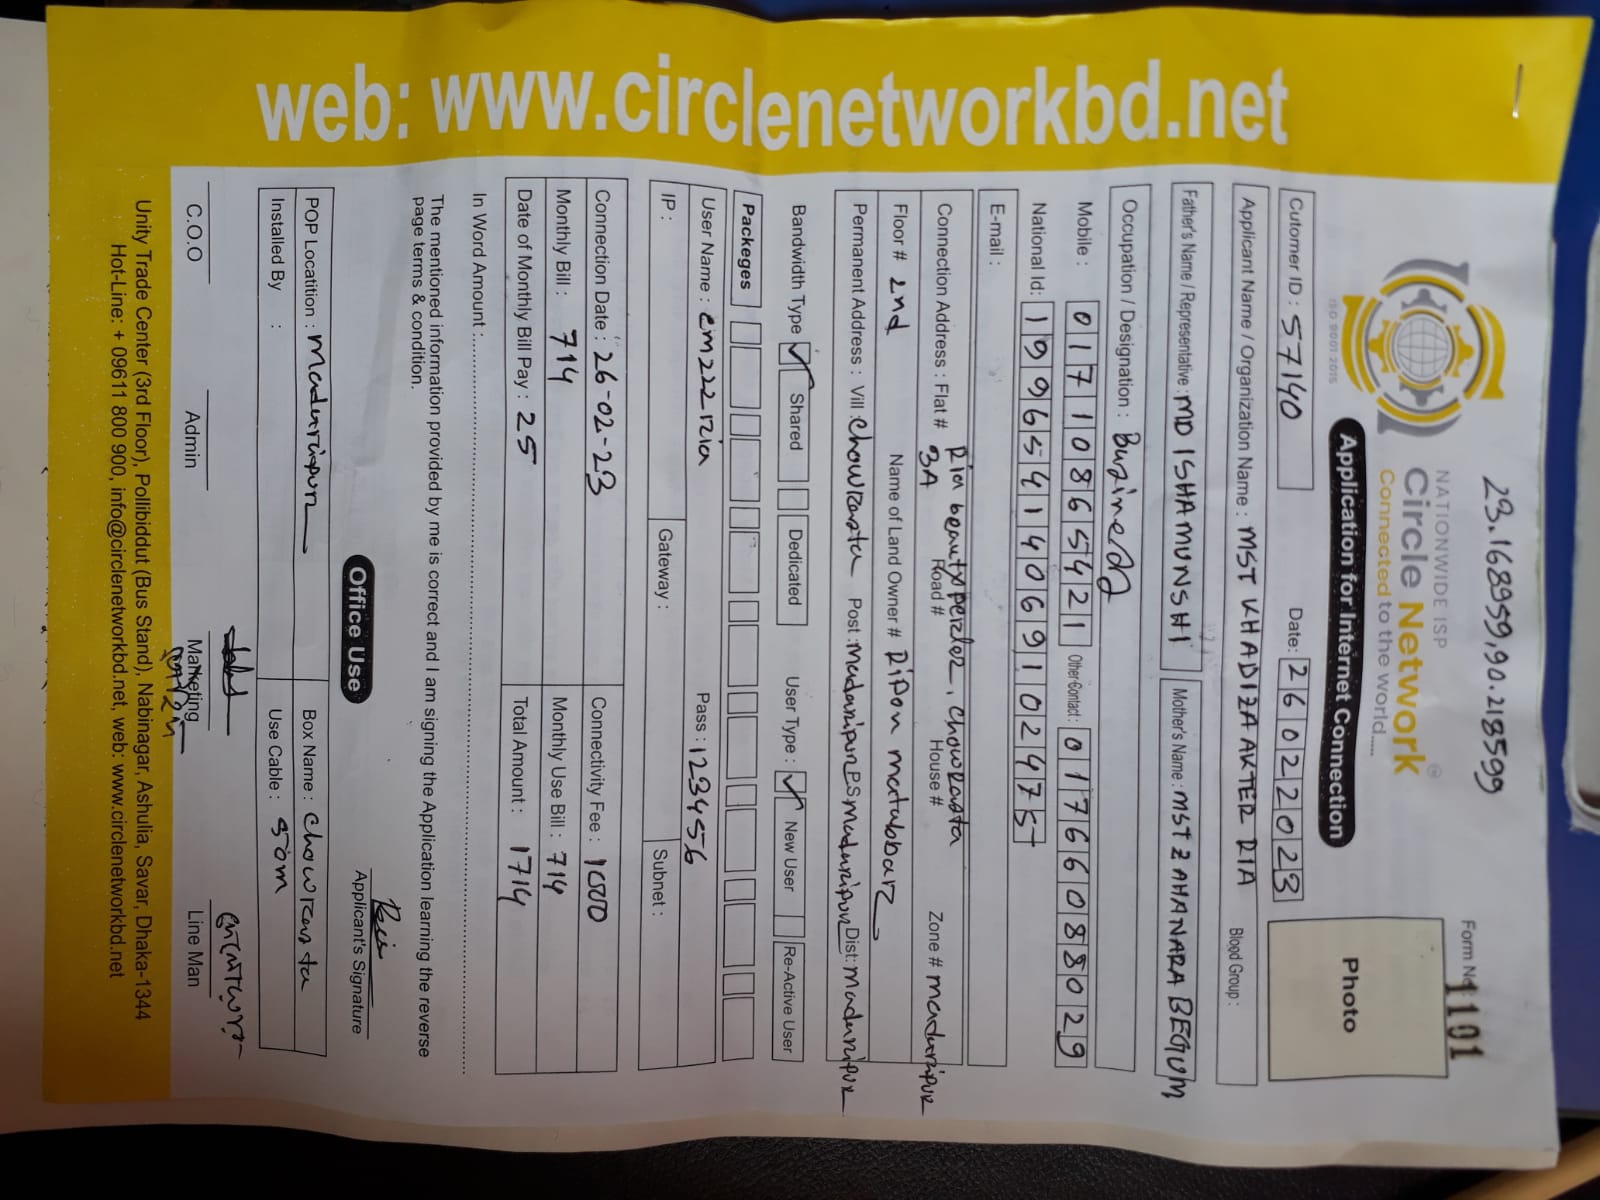 23.168959,90.218599
Form No: 1101
NATIONWIDE ISP
Circle Network
Connected to the world.....
ISO 9001:2015
Application for Internet Connection
Photo
Cutomer ID : 57140 Date: 26022023
Applicant Name / Organization Name : MST KHADIZA AKTER RIA Blood Group :
Father's Name / Representative : MD ISHAMUNSHI Mother's Name : MST ZAHANARA BEGUM
Occupation / Designation :
Mobile : 01710865421 Other Contact : 01766088029
National Id: 19965414069102475
E-mail :
Ria beauty perler, chowrasta
Connection Address : Flat # 3A Road # House # Zone # madaripur
Floor # 2nd Name of Land Owner # Ripon matubbar
Permanent Address : Vill : chowrasta Post : madaripur PS madaripur Dist: madaripur
Bandwidth Type ✓ Shared Dedicated User Type : ✓ New User Re-Active User
Packeges
User Name : cm222ria Pass : 123456
IP : Gateway : Subnet :
Connection Date : 26-02-23 Connectivity Fee : 1000
Monthly Bill : 714 Monthly Use Bill : 714
Date of Monthly Bill Pay : 25 Total Amount : 1714
In Word Amount :
The mentioned information provided by me is correct and I am signing the Application learning the reverse
page terms & condition.
Ria
Applicant's Signature
Office Use
POP Locatition : Madaripur Box Name : chowrasta
Installed By : Use Cable : 50m
C.O.O Admin Marketing Line Man
Unity Trade Center (3rd Floor), Pollibiddut (Bus Stand), Nabinagar, Ashulia, Savar, Dhaka-1344
Hot-Line: + 09611 800 900, info@circlenetworkbd.net, web: www.circlenetworkbd.net
web: www.circlenetworkbd.net